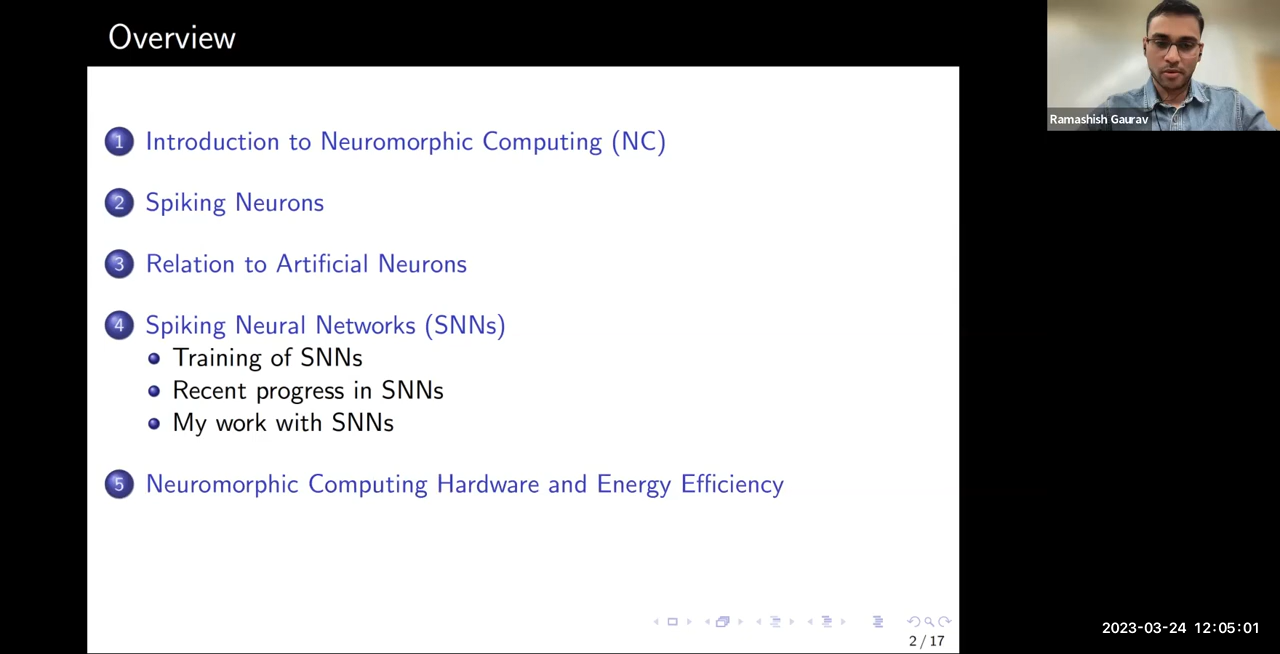 Overview
Ramashish Gaurav
1 Introduction to Neuromorphic Computing (NC)
2 Spiking Neurons
3 Relation to Artificial Neurons
4 Spiking Neural Networks (SNNs)
Training of SNNs
Recent progress in SNNs
My work with SNNs
5 Neuromorphic Computing Hardware and Energy Efficiency
2 / 17
2023-03-24 12:05:01